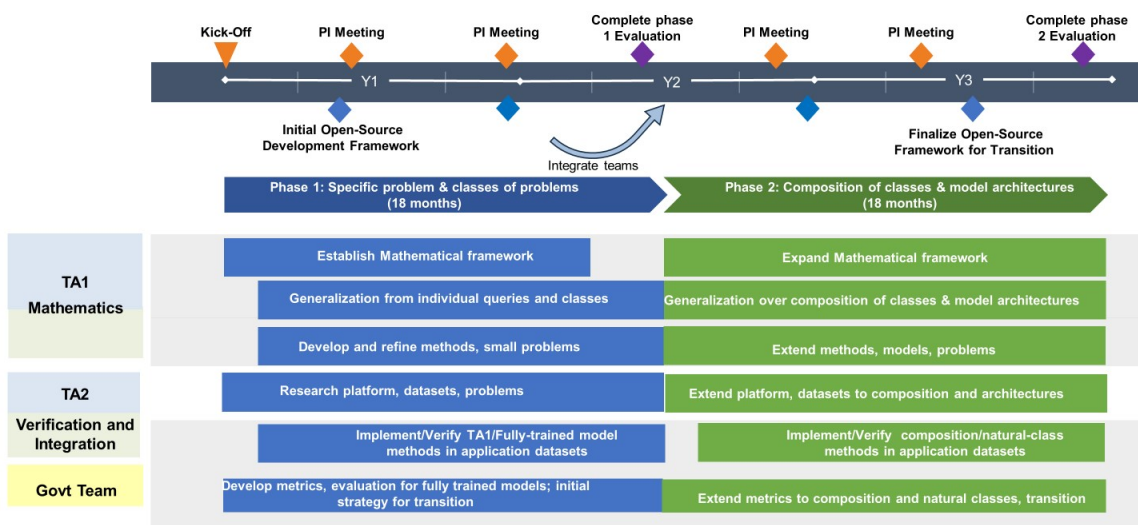 Kick-Off
PI Meeting
PI Meeting
Complete phase
1 Evaluation
PI Meeting
PI Meeting
Complete phase
2 Evaluation
Y1
Y2
Y3
Initial Open-Source
Development Framework
Integrate teams
Finalize Open-Source
Framework for Transition
Phase 1: Specific problem & classes of problems
(18 months)
Phase 2: Composition of classes & model architectures
(18 months)
TA1
Mathematics
Establish Mathematical framework
Expand Mathematical framework
Generalization from individual queries and classes
Generalization over composition of classes & model architectures
Develop and refine methods, small problems
Extend methods, models, problems
TA2
Verification and
Integration
Research platform, datasets, problems
Extend platform, datasets to composition and architectures
Implement/Verify TA1/Fully-trained model
methods in application datasets
Implement/Verify composition/natural-class
methods in application datasets
Govt Team
Develop metrics, evaluation for fully trained models; initial
strategy for transition
Extend metrics to composition and natural classes, transition